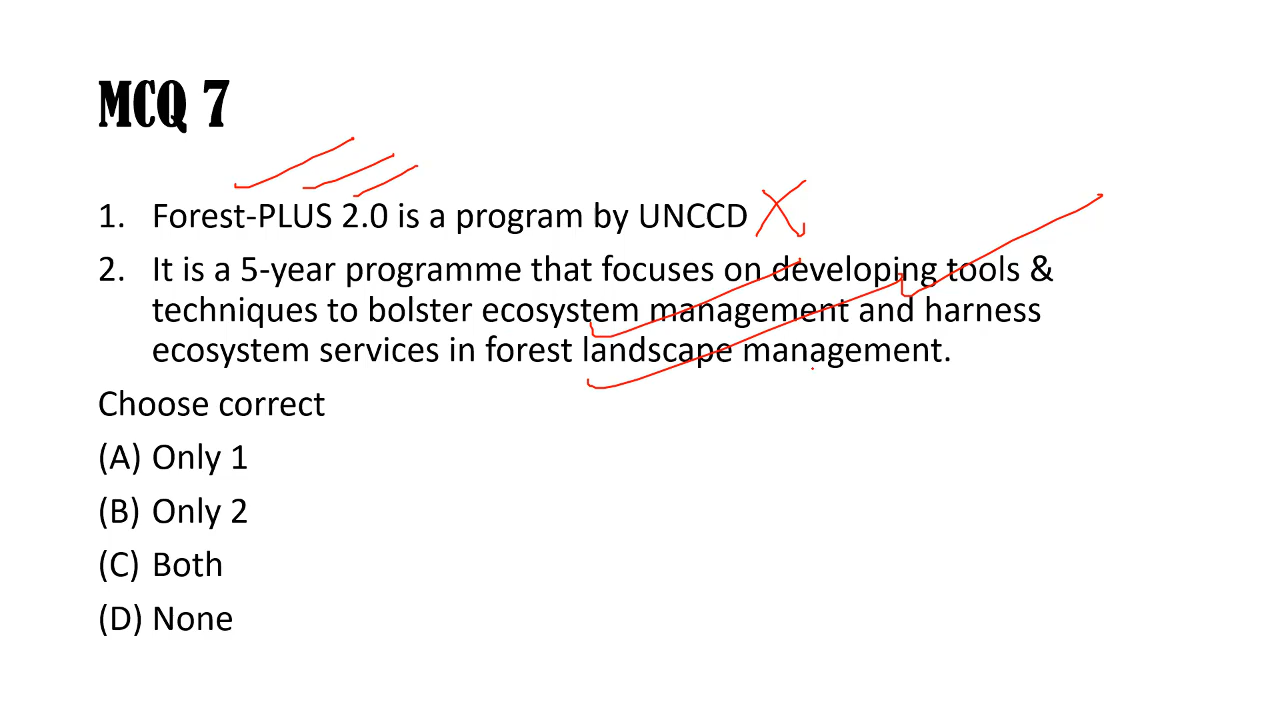 MCQ 7
1. Forest-PLUS 2.0 is a program by UNCCD
2. It is a 5-year programme that focuses on developing tools &
techniques to bolster ecosystem management and harness
ecosystem services in forest landscape management.
Choose correct
(A) Only 1
(B) Only 2
(C) Both
(D) None